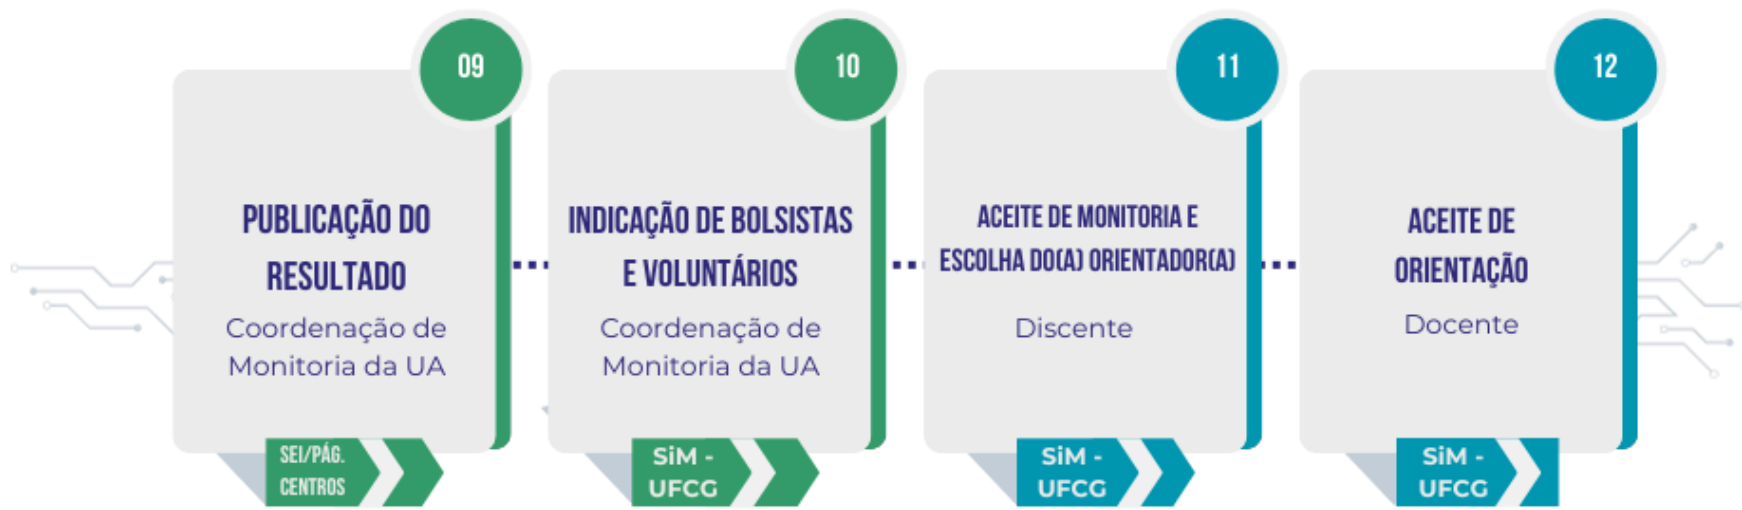 09
PUBLICAÇÃO DO
RESULTADO
Coordenação de
Monitoria da UA
SEI/PÁG.
CENTROS
10
INDICAÇÃO DE BOLSISTAS
E VOLUNTÁRIOS
Coordenação de
Monitoria da UA
SiM -
UFCG
11
ACEITE DE MONITORIA E
ESCOLHA DO(A) ORIENTADOR(A)
Discente
SiM -
UFCG
12
ACEITE DE
ORIENTAÇÃO
Docente
SiM -
UFCG